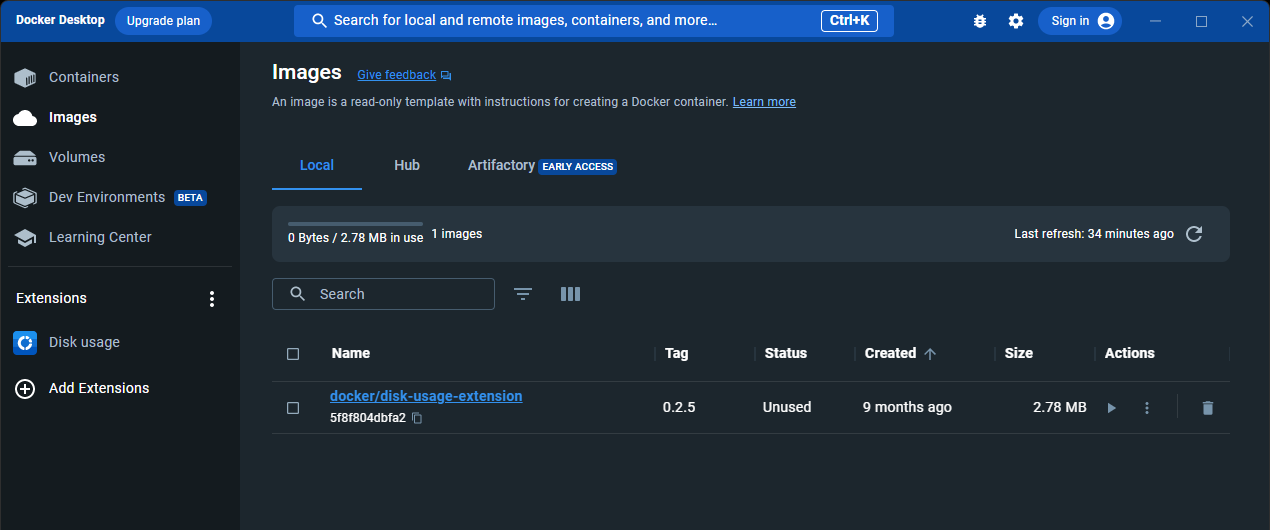 Docker Desktop Upgrade plan Search for local and remote images, containers, and more... Ctrl+K Sign in
Containers
Images
Volumes
Dev Environments BETA
Learning Center
Extensions
Disk usage
Add Extensions
Images Give feedback
An image is a read-only template with instructions for creating a Docker container. Learn more
Local Hub Artifactory EARLY ACCESS
0 Bytes / 2.78 MB in use 1 images Last refresh: 34 minutes ago
Search
Name Tag Status Created Size Actions
docker/disk-usage-extension 0.2.5 Unused 9 months ago 2.78 MB
5f8f804dbfa2